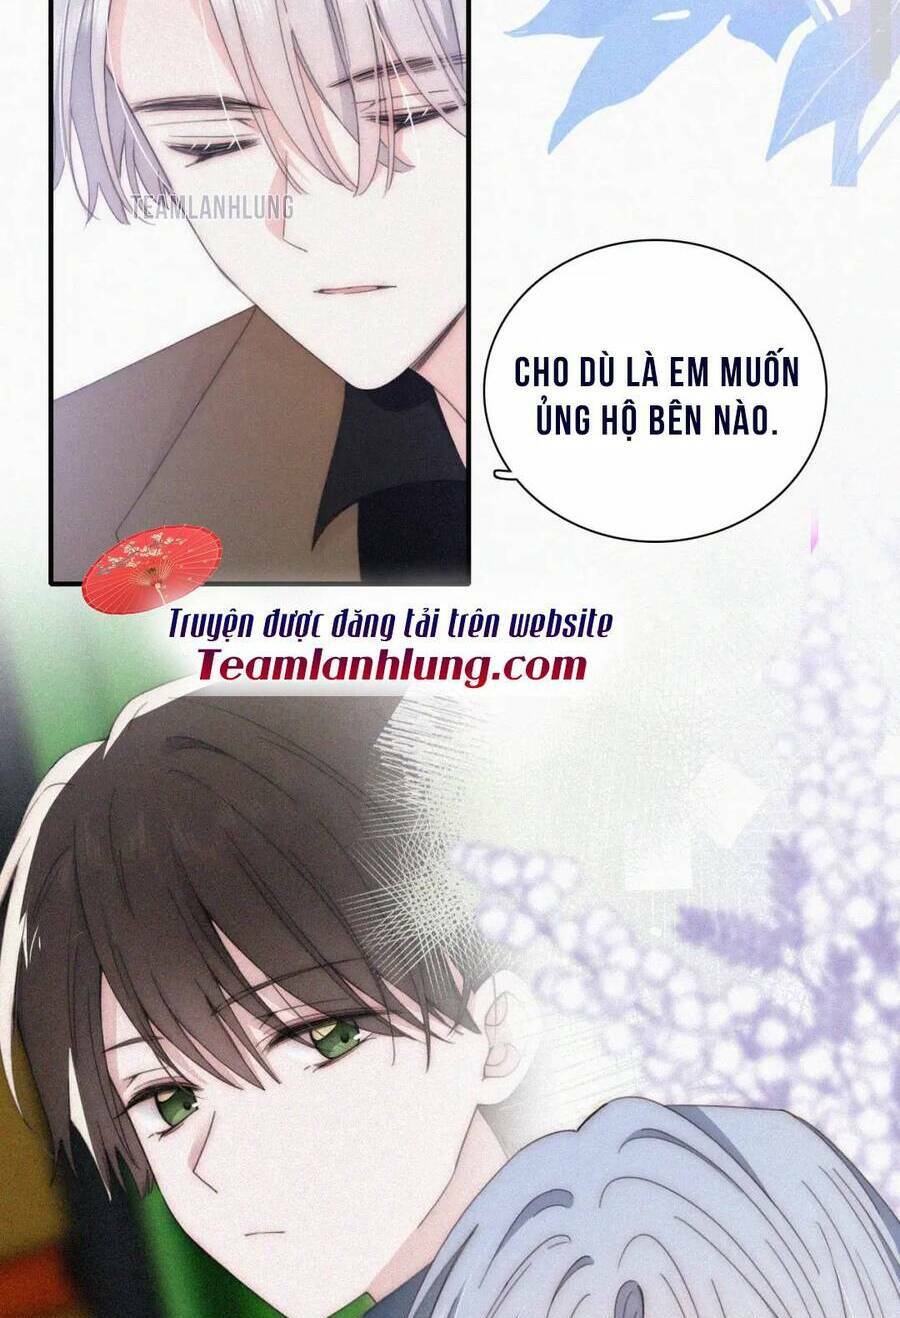 TEAMLANHLUNG
CHO DÙ LÀ EM MUỐN
ỦNG HỘ BÊN NÀO.
Truyện được đăng tải trên website
Teamlanhlung.com